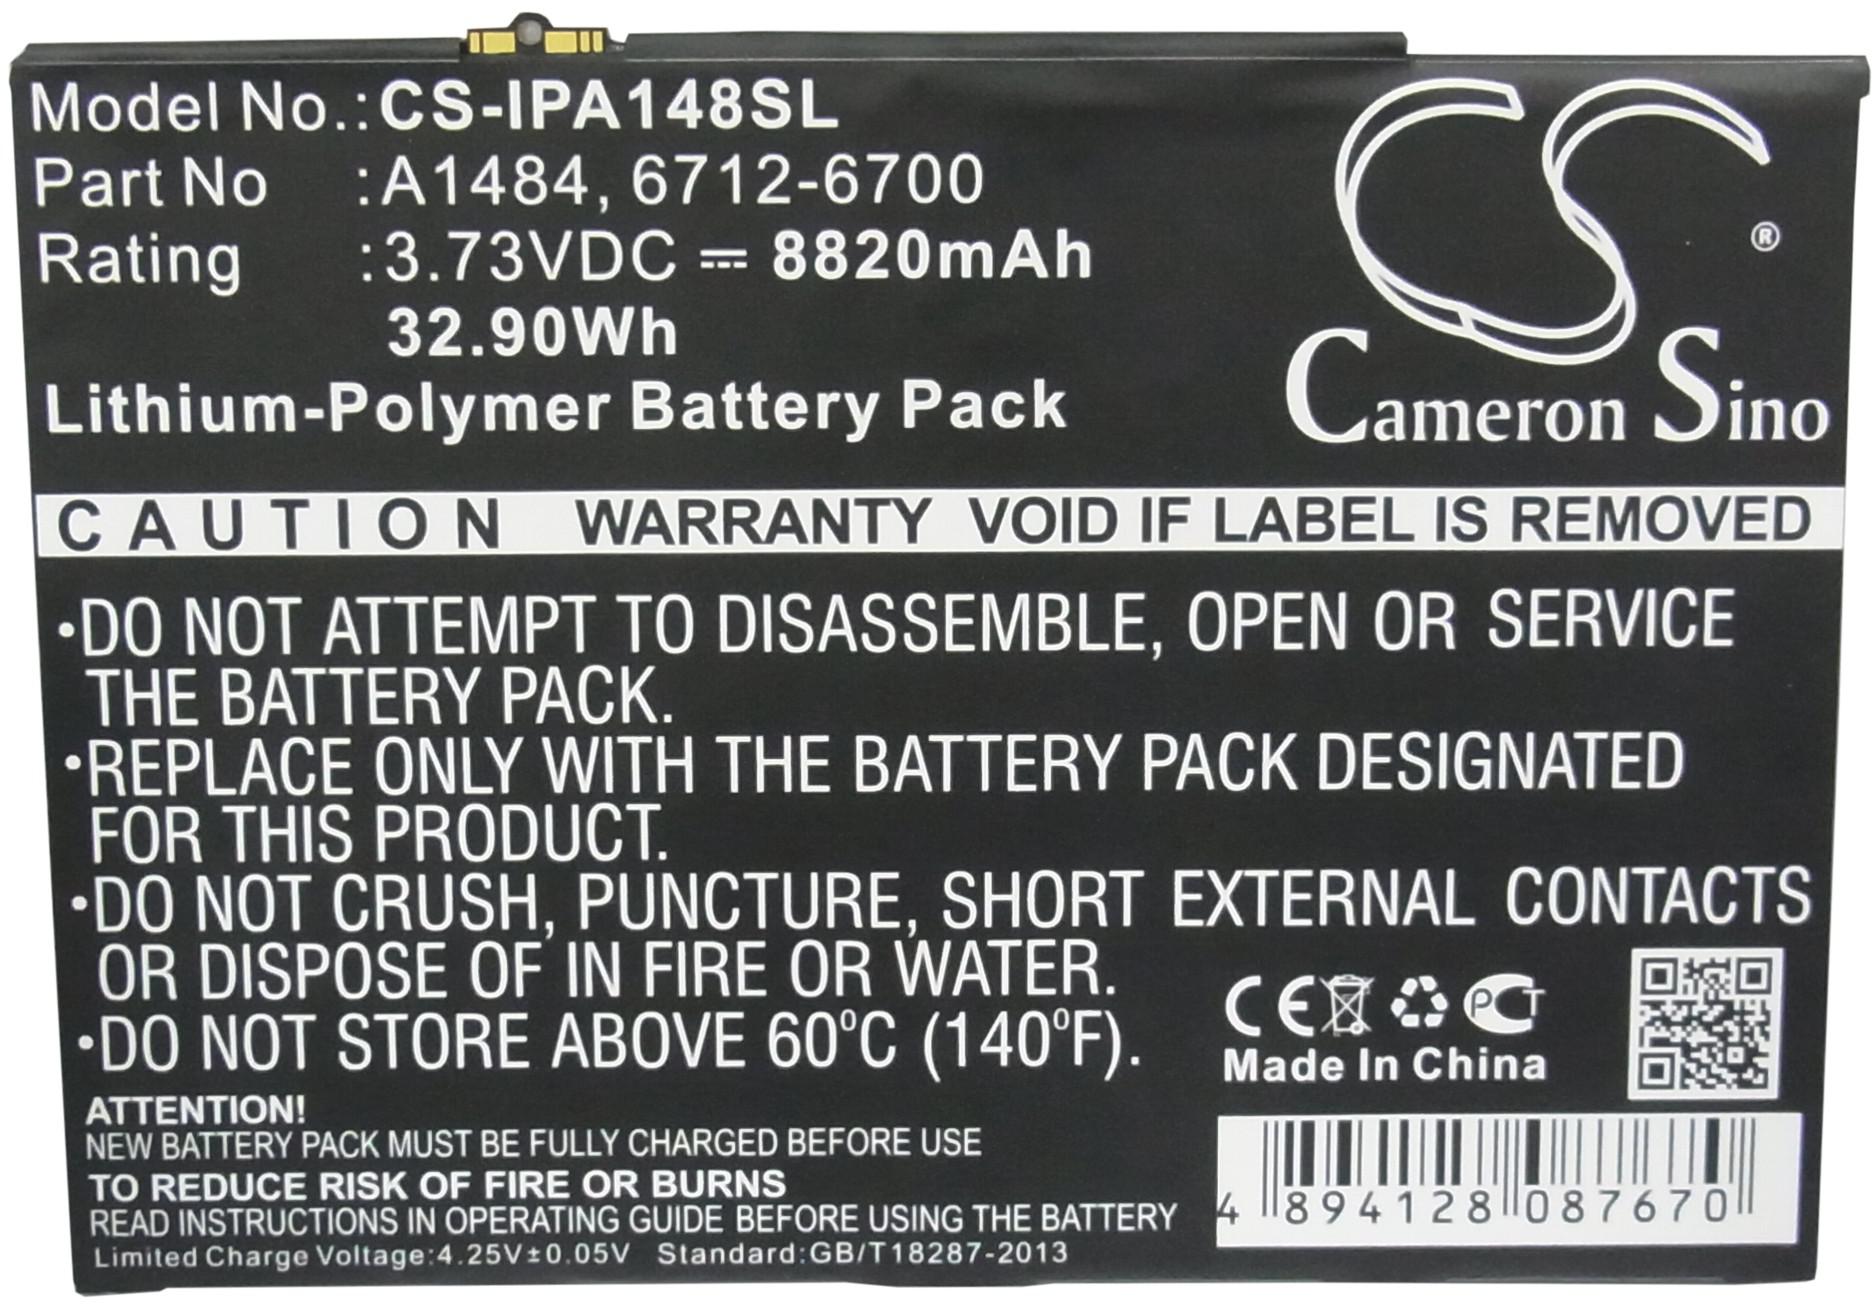 Model No.:CS-IPA148SL
Part No :A1484, 6712-6700
Rating :3.73VDC ⎓ 8820mAh
32.90Wh
Lithium-Polymer Battery Pack
CS
®
Cameron Sino
CAUTION WARRANTY VOID IF LABEL IS REMOVED
•DO NOT ATTEMPT TO DISASSEMBLE, OPEN OR SERVICE
THE BATTERY PACK.
•REPLACE ONLY WITH THE BATTERY PACK DESIGNATED
FOR THIS PRODUCT.
•DO NOT CRUSH, PUNCTURE, SHORT EXTERNAL CONTACTS
OR DISPOSE OF IN FIRE OR WATER.
•DO NOT STORE ABOVE 60°C (140°F).
CE PCT
Made In China
ATTENTION!
NEW BATTERY PACK MUST BE FULLY CHARGED BEFORE USE
TO REDUCE RISK OF FIRE OR BURNS
READ INSTRUCTIONS IN OPERATING GUIDE BEFORE USING THE BATTERY
Limited Charge Voltage:4.25V±0.05V Standard:GB/T18287-2013
4 894128 087670